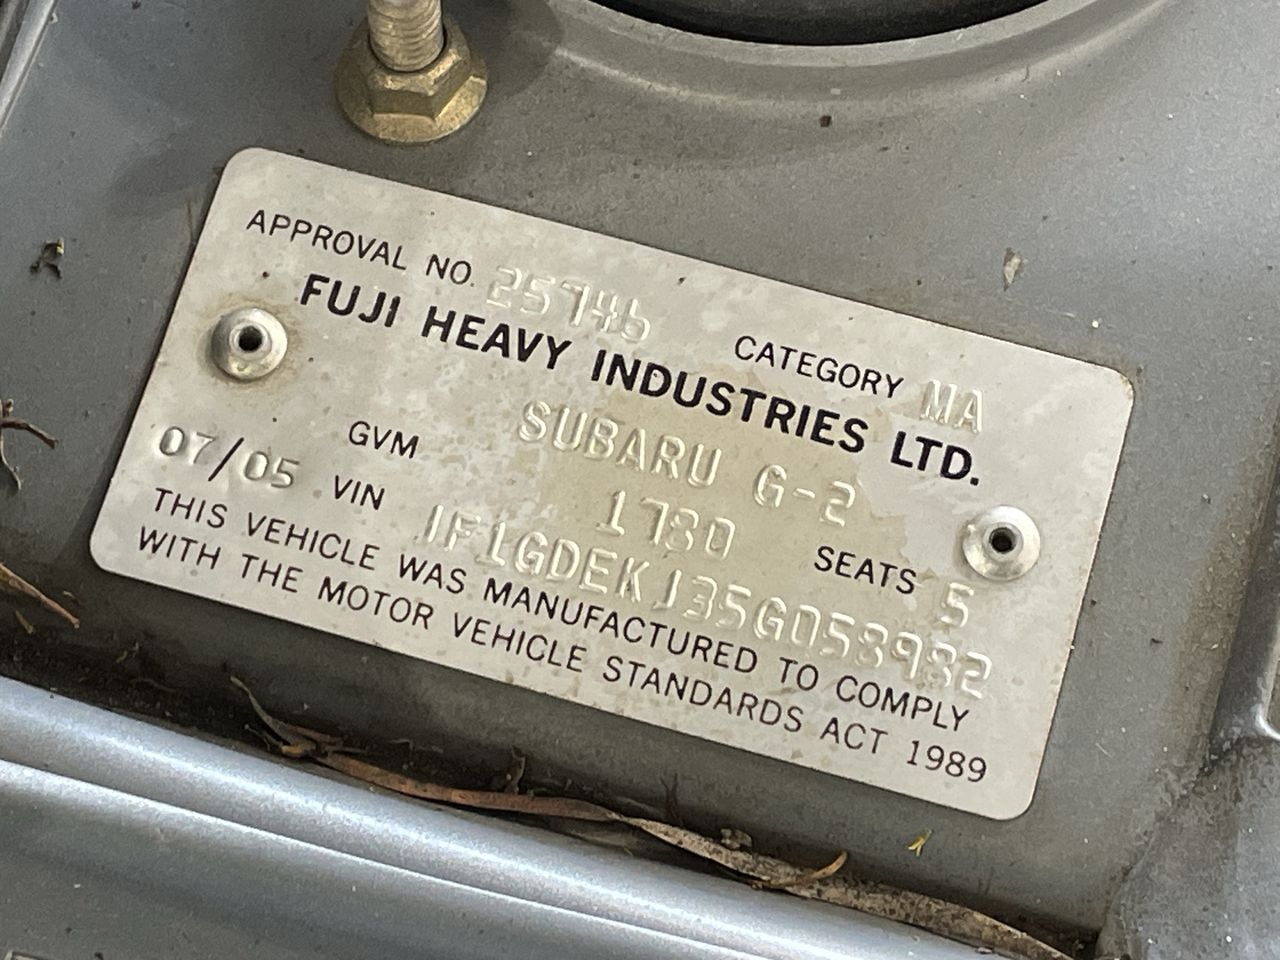 APPROVAL NO. 25746 CATEGORY MA
FUJI HEAVY INDUSTRIES LTD.
SUBARU G-2
07/05 GVM 1780 SEATS 5
VIN JF1GDEKJ35G058982
THIS VEHICLE WAS MANUFACTURED TO COMPLY
WITH THE MOTOR VEHICLE STANDARDS ACT 1989